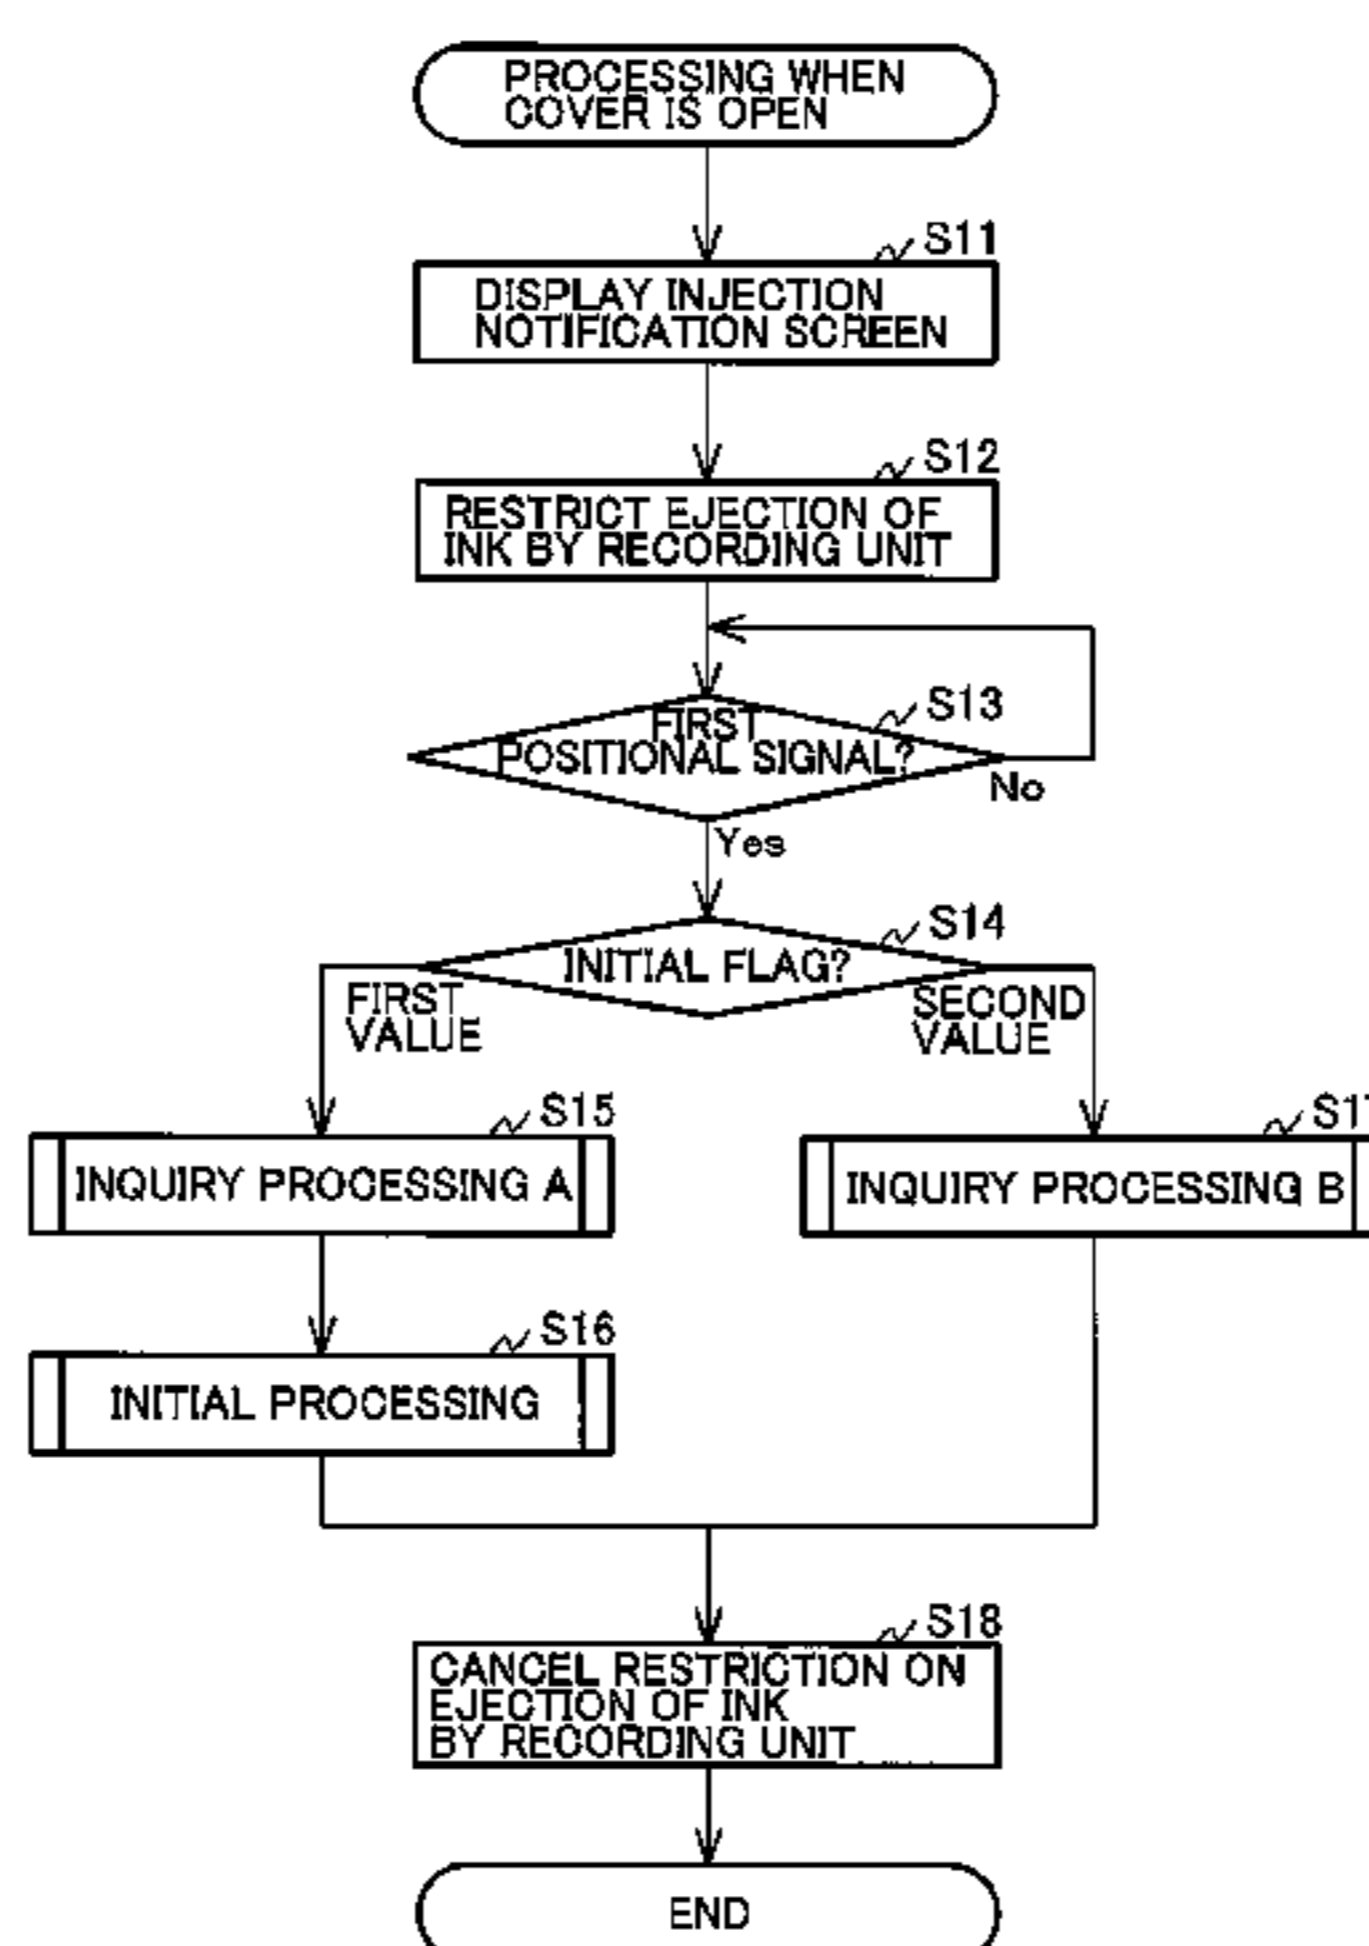 PROCESSING WHEN
COVER IS OPEN
S11
DISPLAY INJECTION
NOTIFICATION SCREEN
S12
RESTRICT EJECTION OF
INK BY RECORDING UNIT
S13
FIRST
POSITIONAL SIGNAL?
No
Yes
S14
INITIAL FLAG?
FIRST
VALUE
SECOND
VALUE
S15
INQUIRY PROCESSING A
INQUIRY PROCESSING B
S16
INITIAL PROCESSING
S18
CANCEL RESTRICTION ON
EJECTION OF INK
BY RECORDING UNIT
END